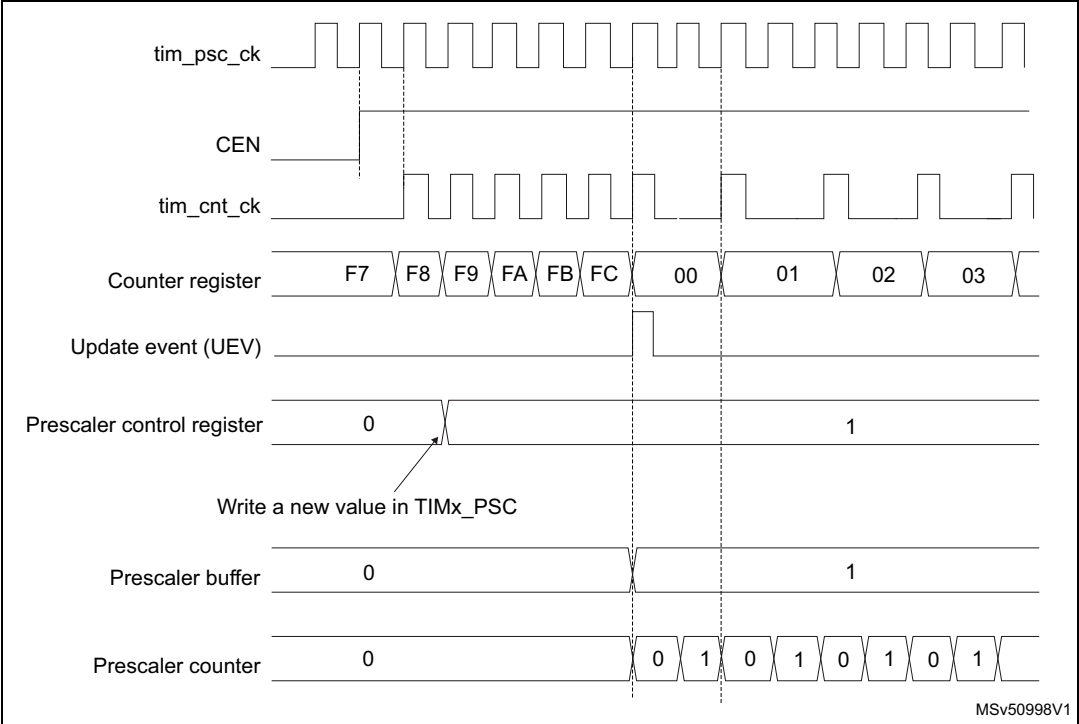 tim_psc_ck
CEN
tim_cnt_ck
Counter register F7 F8 F9 FA FB FC 00 01 02 03
Update event (UEV)
Prescaler control register 0 1
Write a new value in TIMx_PSC
Prescaler buffer 0 1
Prescaler counter 0 0 1 0 1 0 1 0 1
MSv50998V1